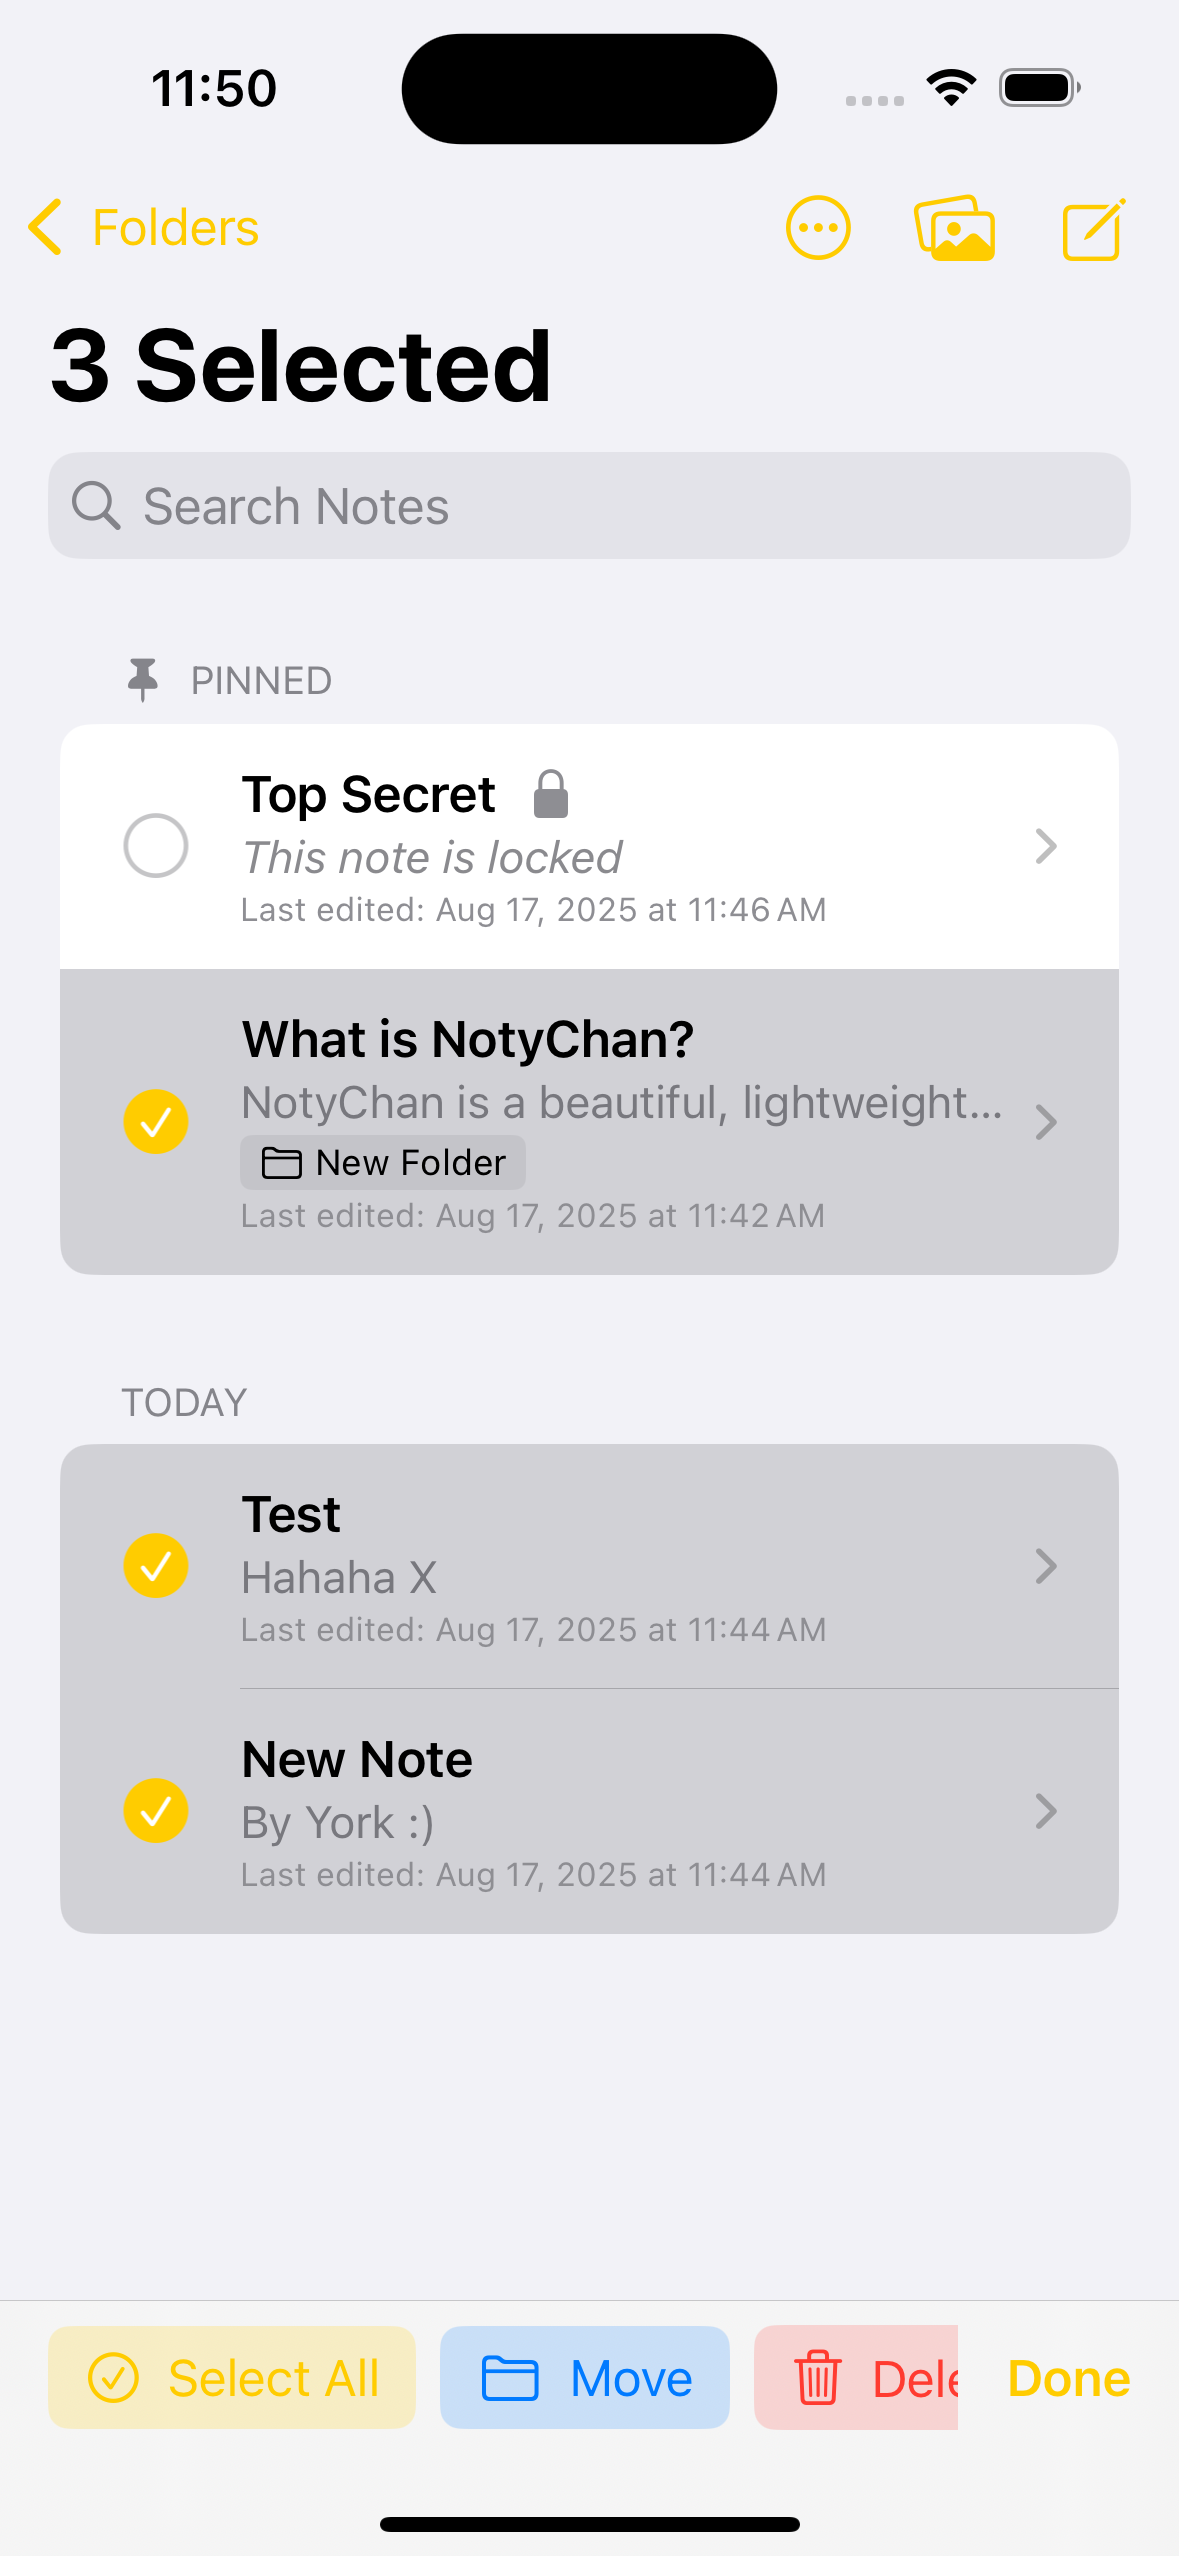 11:50
Folders
3 Selected
Search Notes
PINNED
Top Secret
This note is locked
Last edited: Aug 17, 2025 at 11:46 AM
What is NotyChan?
NotyChan is a beautiful, lightweight...
New Folder
Last edited: Aug 17, 2025 at 11:42 AM
TODAY
Test
Hahaha X
Last edited: Aug 17, 2025 at 11:44 AM
New Note
By York :)
Last edited: Aug 17, 2025 at 11:44 AM
Select All
Move
Dele
Done